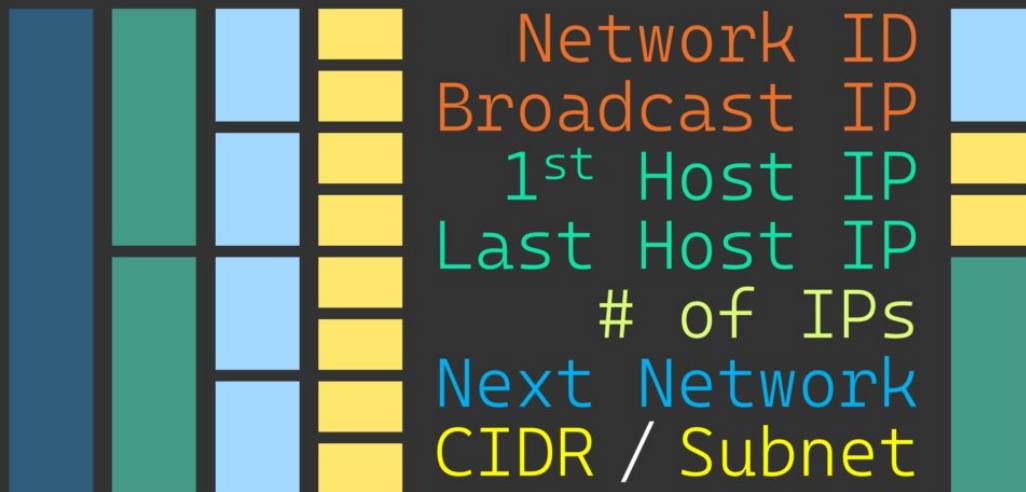 Network ID
Broadcast IP
1st Host IP
Last Host IP
# of IPs
Next Network
CIDR / Subnet